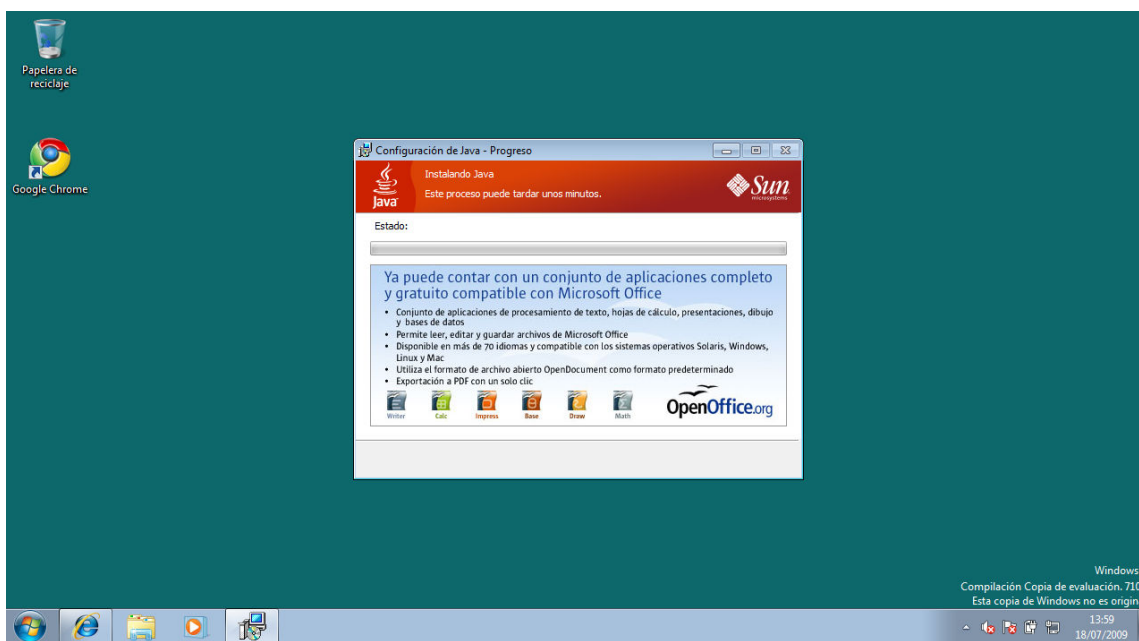 Papelera de
reciclaje
Google Chrome
Configuración de Java - Progreso
Instalando Java
Este proceso puede tardar unos minutos.
Java
Sun
microsystems
Estado:
Ya puede contar con un conjunto de aplicaciones completo
y gratuito compatible con Microsoft Office
• Conjunto de aplicaciones de procesamiento de texto, hojas de cálculo, presentaciones, dibujo
y bases de datos
• Permite leer, editar y guardar archivos de Microsoft Office
• Disponible en más de 70 idiomas y compatible con los sistemas operativos Solaris, Windows,
Linux y Mac
• Utiliza el formato de archivo abierto OpenDocument como formato predeterminado
• Exportación a PDF con un solo clic
Writer Calc Impress Base Draw Math
OpenOffice.org
Windows
Compilación Copia de evaluación. 710
Esta copia de Windows no es origin
13:59
18/07/2009